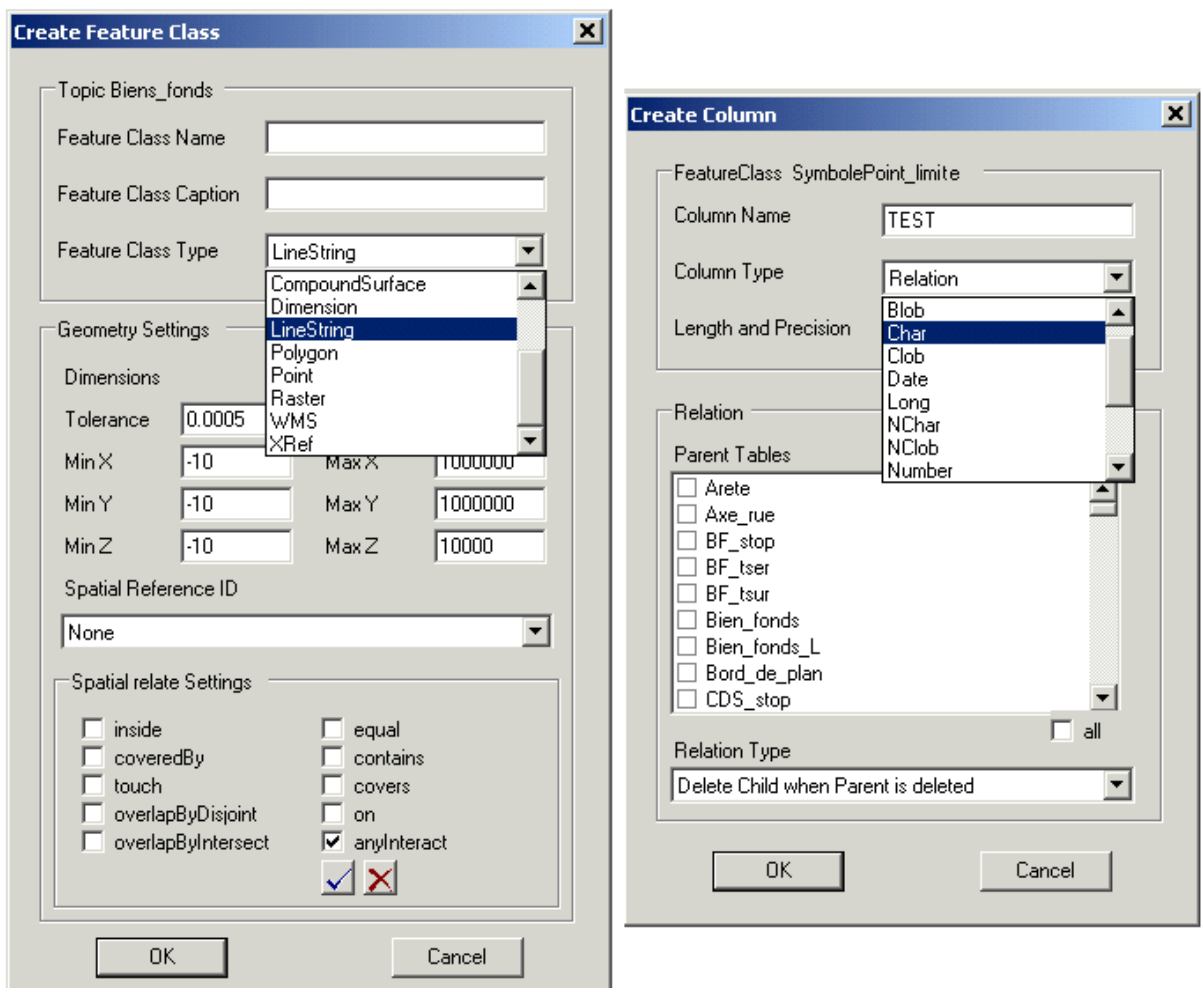 Create Feature Class
Topic Biens_fonds
Feature Class Name
Feature Class Caption
Feature Class Type LineString
CompoundSurface
Dimension
LineString
Polygon
Point
Raster
WMS
XRef
Geometry Settings
Dimensions
Tolerance 0.0005
Min X -10 Max X 1000000
Min Y -10 Max Y 1000000
Min Z -10 Max Z 10000
Spatial Reference ID
None
Spatial relate Settings
inside equal
coveredBy contains
touch covers
overlapByDisjoint on
overlapByIntersect anyInteract
OK Cancel
Create Column
FeatureClass SymbolePoint_limite
Column Name TEST
Column Type Relation
Blob
Char
Clob
Date
Long
NChar
NClob
Number
Length and Precision
Relation
Parent Tables
Arete
Axe_rue
BF_stop
BF_tser
BF_tsur
Bien_fonds
Bien_fonds_L
Bord_de_plan
CDS_stop
all
Relation Type
Delete Child when Parent is deleted
OK Cancel